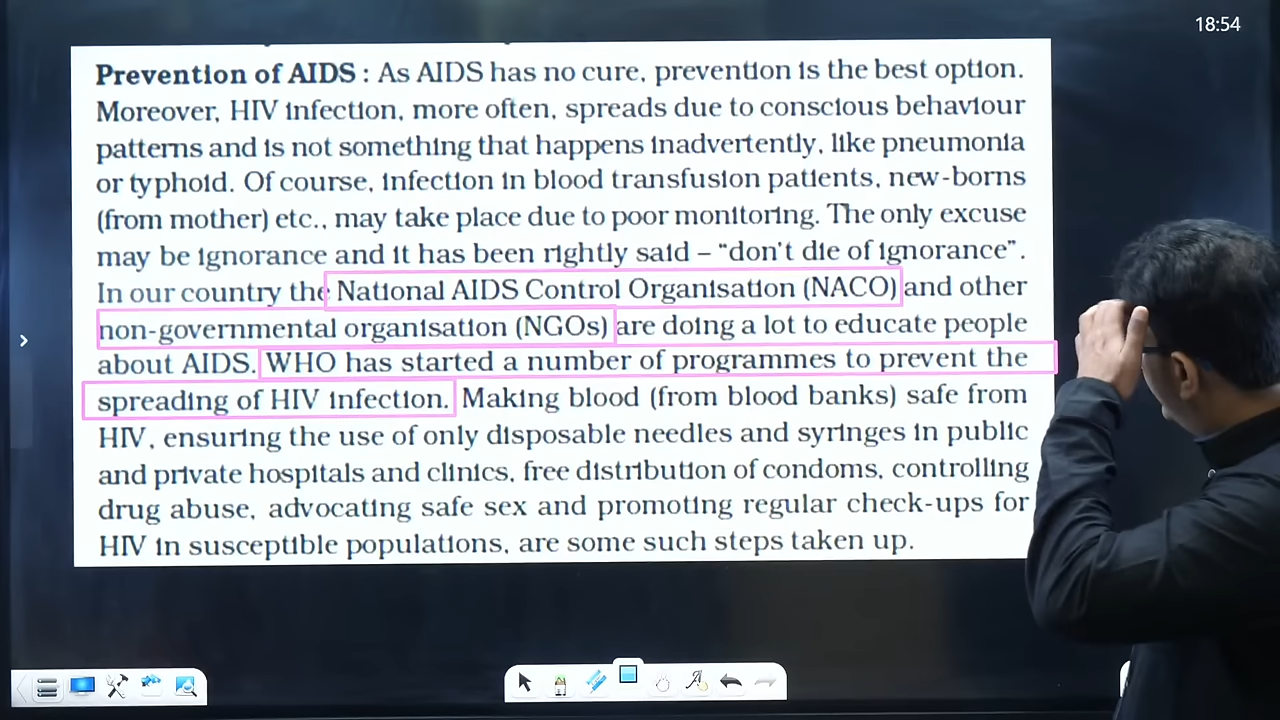 18:54
Prevention of AIDS : As AIDS has no cure, prevention is the best option.
Moreover, HIV infection, more often, spreads due to conscious behaviour
patterns and is not something that happens inadvertently, like pneumonia
or typhoid. Of course, infection in blood transfusion patients, new-borns
(from mother) etc., may take place due to poor monitoring. The only excuse
may be ignorance and it has been rightly said – “don't die of ignorance”.
In our country the National AIDS Control Organisation (NACO) and other
non-governmental organisation (NGOs) are doing a lot to educate people
about AIDS. WHO has started a number of programmes to prevent the
spreading of HIV infection. Making blood (from blood banks) safe from
HIV, ensuring the use of only disposable needles and syringes in public
and private hospitals and clinics, free distribution of condoms, controlling
drug abuse, advocating safe sex and promoting regular check-ups for
HIV in susceptible populations, are some such steps taken up.